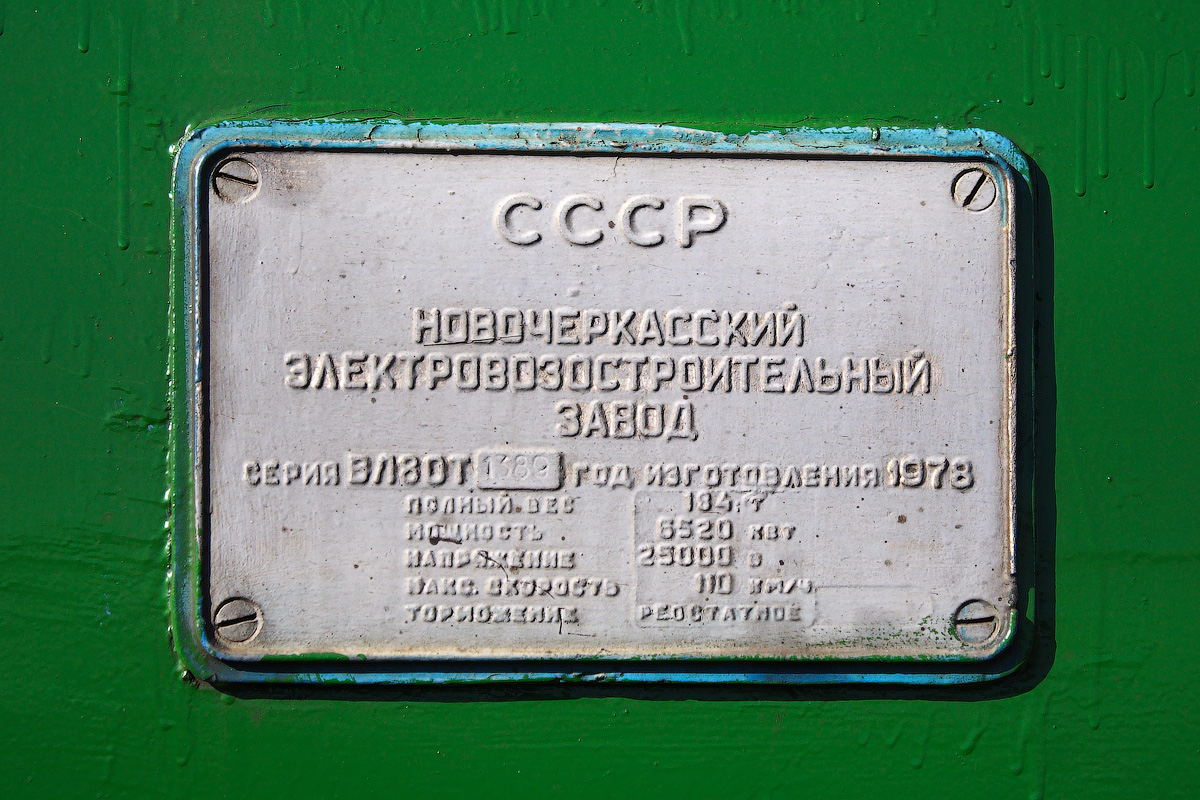 СССР
НОВОЧЕРКАССКИЙ
ЭЛЕКТРОВОЗОСТРОИТЕЛЬНЫЙ
ЗАВОД
СЕРИЯ ВЛ80Т 1389 ГОД ИЗГОТОВЛЕНИЯ 1978
ПОЛНЫЙ ВЕС 184 Т
МОЩНОСТЬ 6520 КВТ
НАПРЯЖЕНИЕ 25000 В
МАКС. СКОРОСТЬ 110 КМ/Ч
ТОРМОЖЕНИЕ РЕОСТАТНОЕ